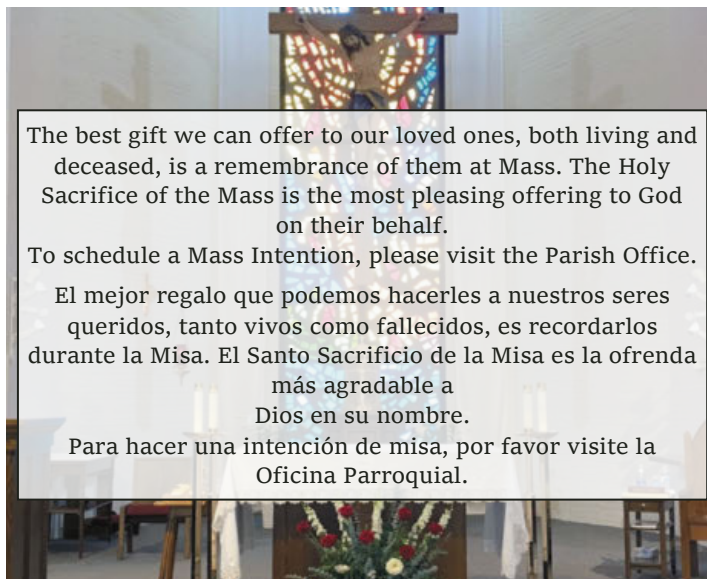 The best gift we can offer to our loved ones, both living and
deceased, is a remembrance of them at Mass. The Holy
Sacrifice of the Mass is the most pleasing offering to God
on their behalf.
To schedule a Mass Intention, please visit the Parish Office.
El mejor regalo que podemos hacerles a nuestros seres
queridos, tanto vivos como fallecidos, es recordarlos
durante la Misa. El Santo Sacrificio de la Misa es la ofrenda
más agradable a
Dios en su nombre.
Para hacer una intención de misa, por favor visite la
Oficina Parroquial.